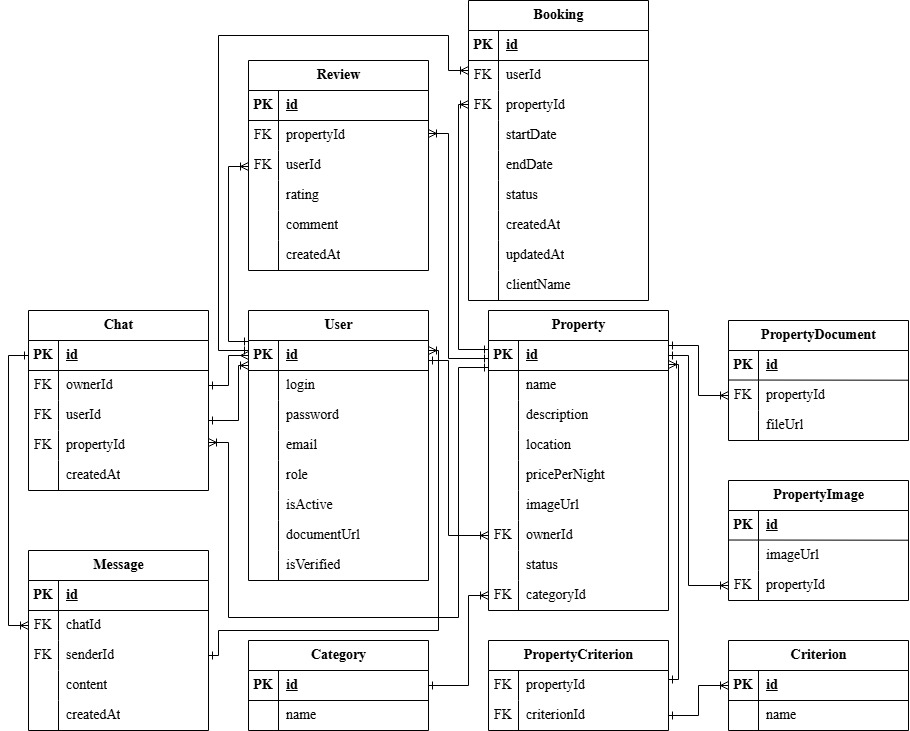 Booking
PK id
FK userId
FK propertyId
startDate
endDate
status
createdAt
updatedAt
clientName
Review
PK id
FK propertyId
FK userId
rating
comment
createdAt
Chat
PK id
FK ownerId
FK userId
FK propertyId
createdAt
User
PK id
login
password
email
role
isActive
documentUrl
isVerified
Property
PK id
name
description
location
pricePerNight
imageUrl
FK ownerId
status
FK categoryId
PropertyDocument
PK id
FK propertyId
fileUrl
PropertyImage
PK id
imageUrl
FK propertyId
Message
PK id
FK chatId
FK senderId
content
createdAt
Category
PK id
name
PropertyCriterion
FK propertyId
FK criterionId
Criterion
PK id
name